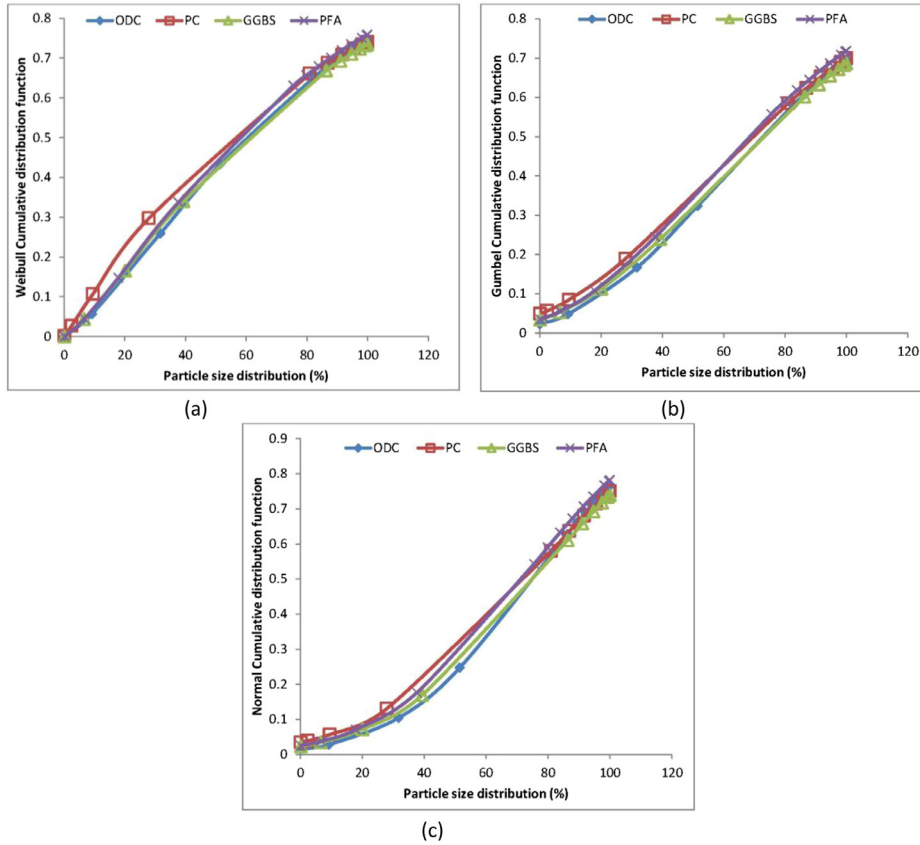 ODC PC GGBS PFA
Weibull Cumulative distribution function
0.8
0.7
0.6
0.5
0.4
0.3
0.2
0.1
0
0 20 40 60 80 100 120
Particle size distribution (%)
(a)
ODC PC GGBS PFA
Gumbel Cumulative distribution function
0.8
0.7
0.6
0.5
0.4
0.3
0.2
0.1
0
0 20 40 60 80 100 120
Particle size distribution (%)
(b)
ODC PC GGBS PFA
Normal Cumulative distribution function
0.9
0.8
0.7
0.6
0.5
0.4
0.3
0.2
0.1
0
0 20 40 60 80 100 120
Particle size distribution (%)
(c)